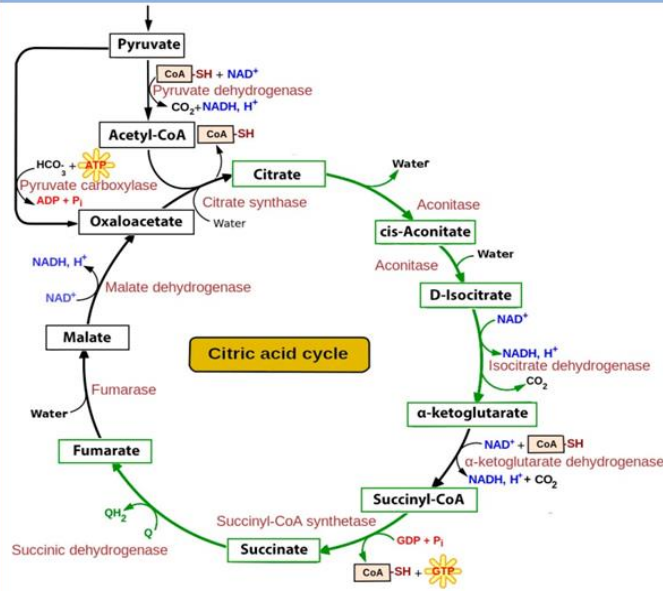 Pyruvate
CoA-SH + NAD⁺
Pyruvate dehydrogenase
CO₂+NADH, H⁺
Acetyl-CoA
CoA-SH
HCO₃⁻ + ATP
Pyruvate carboxylase
ADP + Pᵢ
Oxaloacetate
Citrate synthase
Water
Citrate
Water
Aconitase
cis-Aconitate
Water
Aconitase
D-Isocitrate
NAD⁺
NADH, H⁺
Isocitrate dehydrogenase
CO₂
α-ketoglutarate
NAD⁺ + CoA-SH
α-ketoglutarate dehydrogenase
NADH, H⁺+ CO₂
Succinyl-CoA
Succinyl-CoA synthetase
GDP + Pᵢ
CoA-SH + GTP
Succinate
QH₂
Q
Succinic dehydrogenase
Fumarate
Water
Fumarase
Malate
NADH, H⁺
NAD⁺
Malate dehydrogenase
Citric acid cycle